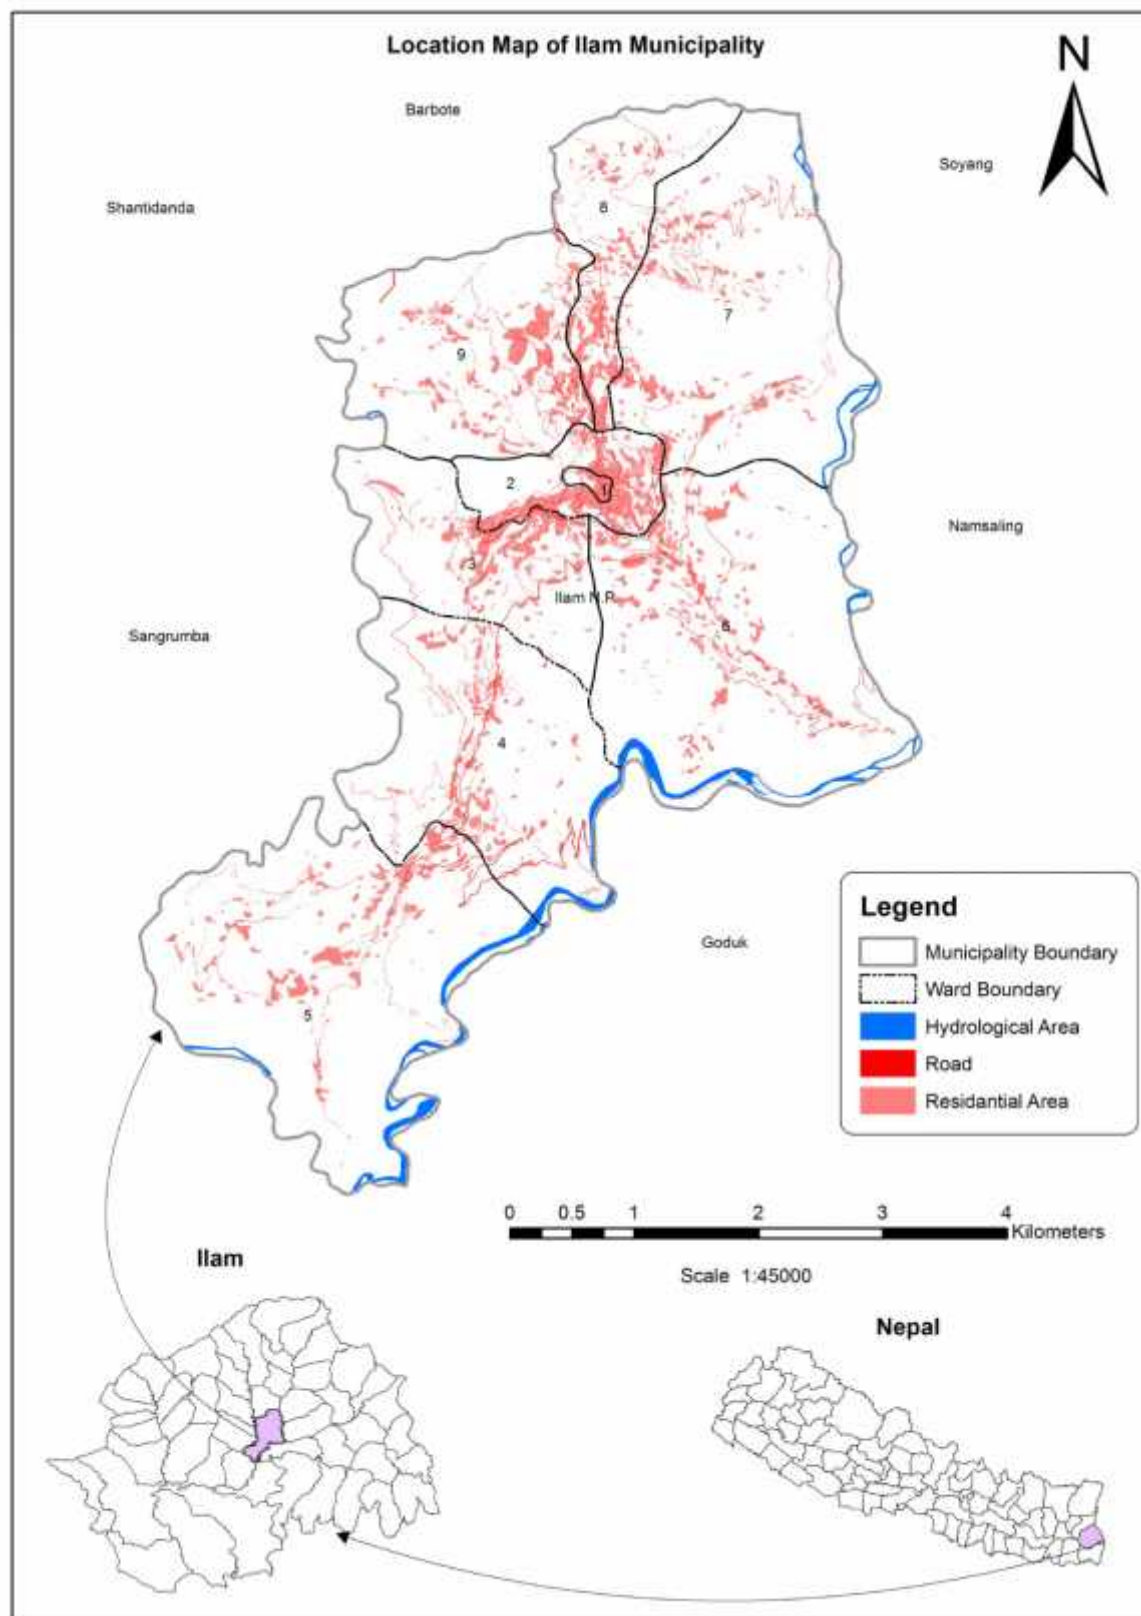 Location Map of Ilam Municipality
N
Barbote
Soyang
Shantidanda
8
7
9
2
1
Namsaling
3
Ilam N.P.
6
Sangrumba
4
Goduk
5
Legend
Municipality Boundary
Ward Boundary
Hydrological Area
Road
Residantial Area
0 0.5 1 2 3 4
Kilometers
Scale 1:45000
Ilam
Nepal